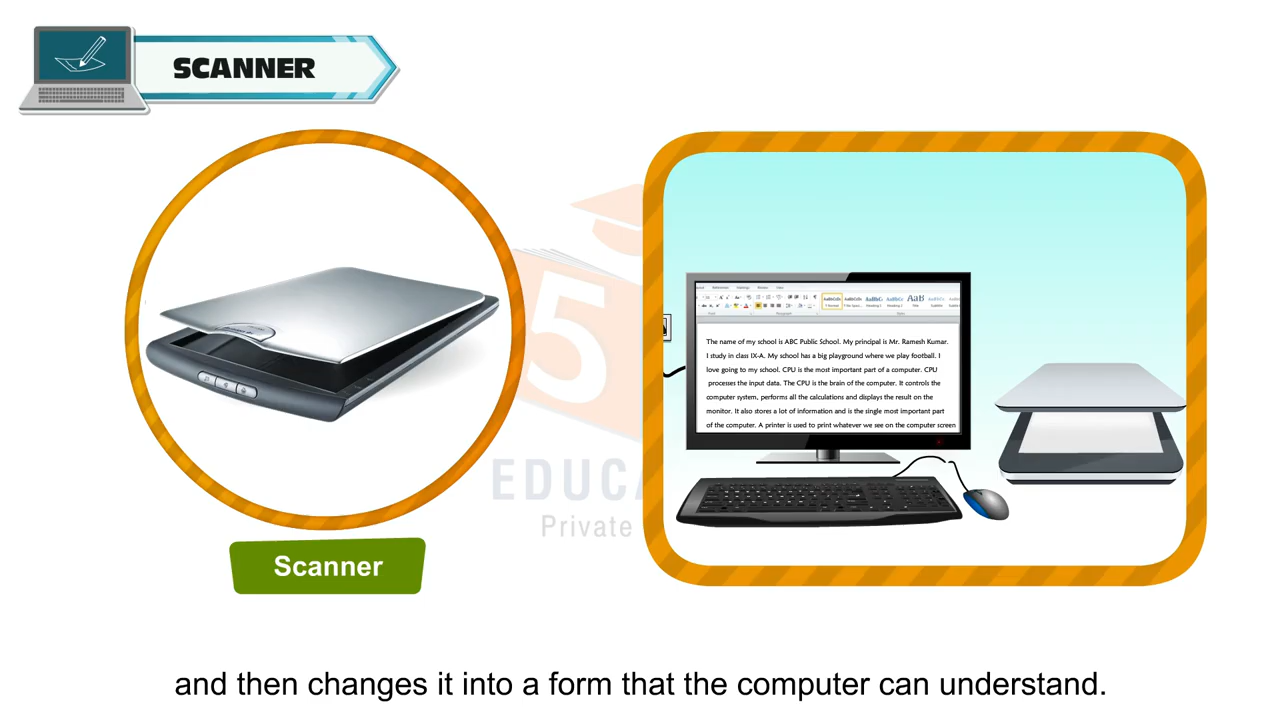 SCANNER
5
EDUCA
Private
The name of my school is ABC Public School. My principal is Mr. Ramesh Kumar.
I study in class IX-A. My school has a big playground where we play football. I
love going to my school. CPU is the most important part of a computer. CPU
processes the input data. The CPU is the brain of the computer. It controls the
computer system, performs all the calculations and displays the result on the
monitor. It also stores a lot of information and is the single most important part
of the computer. A printer is used to print whatever we see on the computer screen
Scanner
and then changes it into a form that the computer can understand.